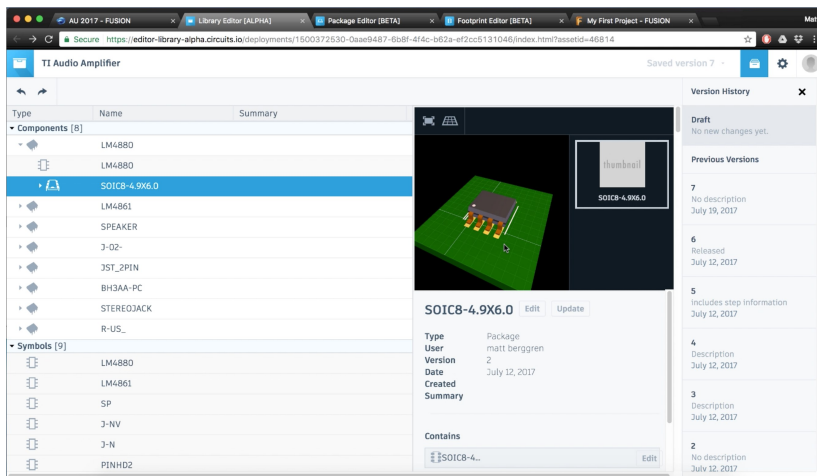 AU 2017 - FUSION
Library Editor [ALPHA]
Package Editor [BETA]
Footprint Editor [BETA]
My First Project - FUSION
Mat
Secure https://editor-library-alpha.circuits.io/deployments/1500372530-0aae9487-6b8f-4f4c-b62a-ef2cc5131046/index.html?assetid=46814
TI Audio Amplifier
Saved version 7
Type Name Summary
Components [8]
LM4880
LM4880
SOIC8-4.9X6.0
LM4861
SPEAKER
J-D2-
JST_2PIN
BH3AA-PC
STEREOJACK
R-US_
Symbols [9]
LM4880
LM4861
SP
J-NV
J-N
PINHD2
thumbnail
SOIC8-4.9X6.0
SOIC8-4.9X6.0 Edit Update
Type Package
User matt berggren
Version 2
Date July 12, 2017
Created
Summary
Contains
SOIC8-4... Edit
Version History
Draft
No new changes yet.
Previous Versions
7
No description
July 19, 2017
6
Released
July 12, 2017
5
includes step information
July 12, 2017
4
Description
July 12, 2017
3
Description
July 12, 2017
2
No description
July 12, 2017